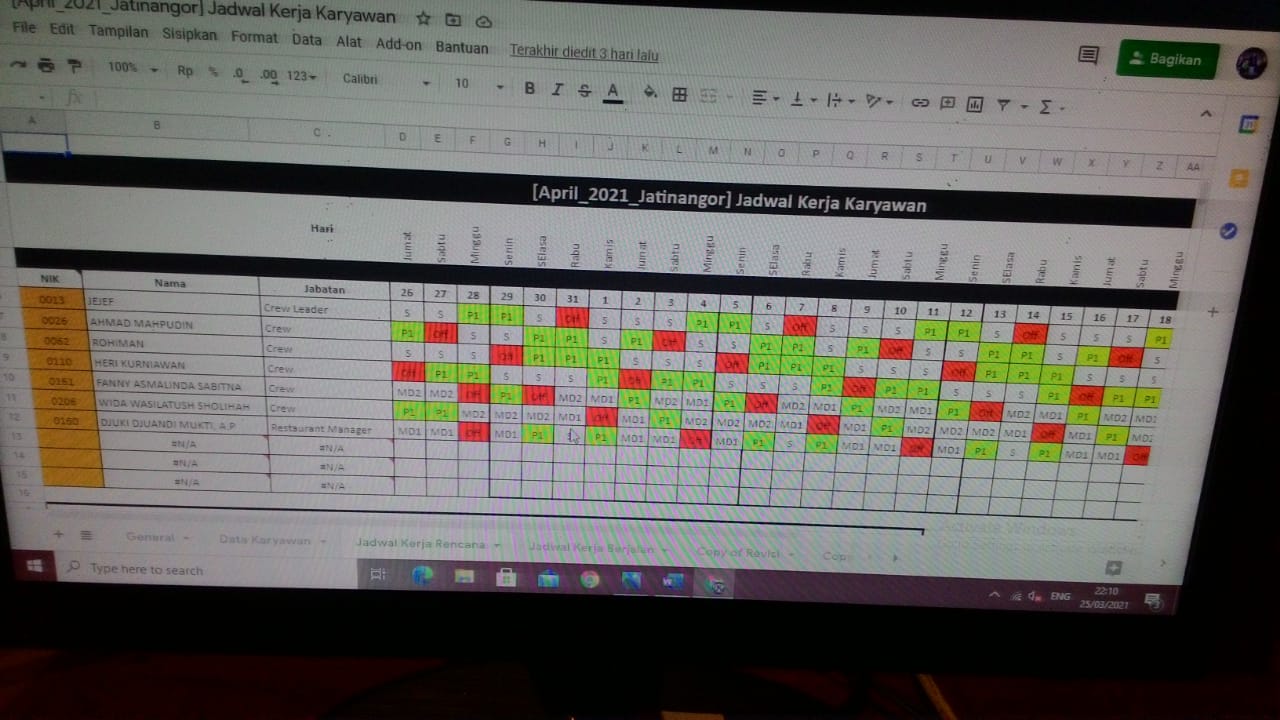 [April_2021_Jatinangor] Jadwal Kerja Karyawan
File Edit Tampilan Sisipkan Format Data Alat Add-on Bantuan Terakhir diedit 3 hari lalu
Bagikan
100% Rp % .0 .00 123 Calibri 10 B I S A
fx
A B C D E F G H I J K L M N O P Q R S T U V W X Y Z AA
[April_2021_Jatinangor] Jadwal Kerja Karyawan
Hari Jumat Sabtu Minggu Senin SElasa Rabu Kamis Jumat Sabtu Minggu Senin SElasa Rabu Kamis Jumat Sabtu Minggu Senin SElasa Rabu Kamis Jumat Sabtu Minggu
NIK Nama Jabatan 26 27 28 29 30 31 1 2 3 4 5 6 7 8 9 10 11 12 13 14 15 16 17 18
0013 JEJEF Crew Leader S S P1 P1 S Off S S S P1 P1 S Off S S S P1 P1 S Off S S S P1
0026 AHMAD MAHPUDIN Crew P1 Off S S P1 P1 S P1 Off S S P1 P1 S P1 Off S S P1 P1 S P1 Off S
0062 ROHIMAN Crew S S S Off P1 P1 P1 S S S Off P1 P1 P1 S S S Off P1 P1 P1 S S S
0110 HERI KURNIAWAN Crew Off P1 P1 S S S P1 Off P1 P1 S S S P1 Off P1 P1 S S S P1 Off P1 P1
0161 FANNY ASMALINDA SABITNA Crew MD2 MD2 Off P1 Off MD2 MD1 P1 MD2 MD2 P1 Off MD2 MD1 P1 MD2 MD2 P1 Off MD2 MD2 P1 MD2
0206 WIDA WASILATUSH SHOLIHAH Crew P1 P1 MD2 MD2 MD2 MD1 Off MD1 P1 MD2 MD2 MD2 MD1 Off MD1 P1 MD2 MD2 MD2 MD1 Off MD1 P1
0160 DJUKI DJUANDI MUKTI, A.P Restaurant Manager MD1 MD1 Off MD1 P1 P1 MD1 MD1 Off MD1 P1 S P1 MD1 MD1 Off MD1 P1 S P1 MD1 MD1 Off
13 #N/A #N/A
14 #N/A #N/A
15 #N/A #N/A
16
Activate Windows
General Data Karyawan Jadwal Kerja Rencana Jadwal Kerja Berjalan Copy of Revisi Cop
Type here to search
ENG 22:10
25/03/2021